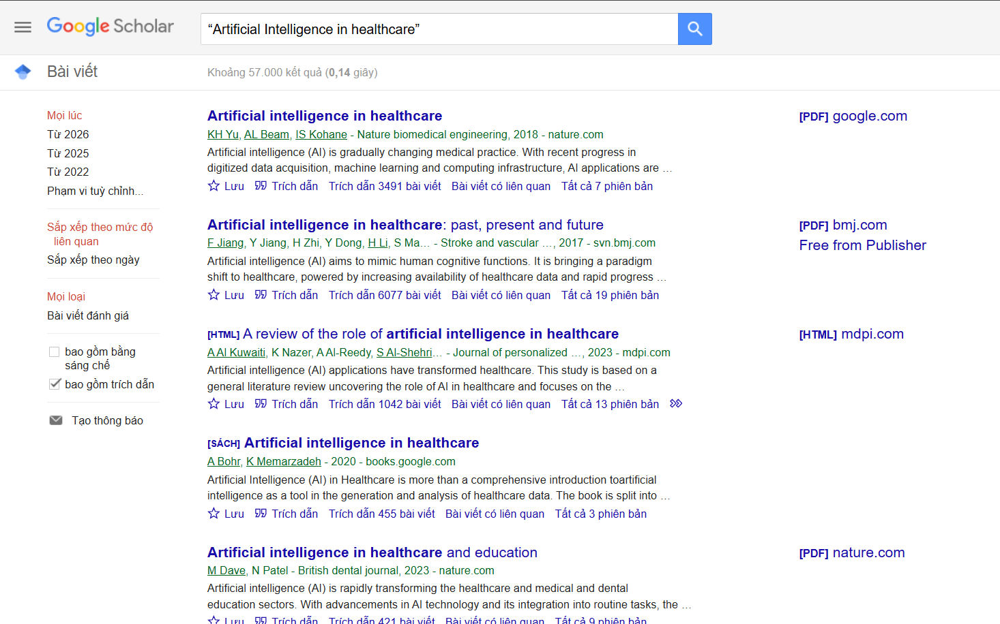 Google Scholar
“Artificial Intelligence in healthcare”
Bài viết
Khoảng 57.000 kết quả (0,14 giây)
Mọi lúc
Từ 2026
Từ 2025
Từ 2022
Phạm vi tuỳ chỉnh...
Sắp xếp theo mức độ
liên quan
Sắp xếp theo ngày
Mọi loại
Bài viết đánh giá
bao gồm bằng
sáng chế
bao gồm trích dẫn
Tạo thông báo
Artificial intelligence in healthcare
KH Yu, AL Beam, IS Kohane - Nature biomedical engineering, 2018 - nature.com
Artificial intelligence (AI) is gradually changing medical practice. With recent progress in
digitized data acquisition, machine learning and computing infrastructure, AI applications are …
Lưu Trích dẫn Trích dẫn 3491 bài viết Bài viết có liên quan Tất cả 7 phiên bản
[PDF] google.com
Artificial intelligence in healthcare: past, present and future
F Jiang, Y Jiang, H Zhi, Y Dong, H Li, S Ma… - Stroke and vascular …, 2017 - svn.bmj.com
Artificial intelligence (AI) aims to mimic human cognitive functions. It is bringing a paradigm
shift to healthcare, powered by increasing availability of healthcare data and rapid progress …
Lưu Trích dẫn Trích dẫn 6077 bài viết Bài viết có liên quan Tất cả 19 phiên bản
[PDF] bmj.com
Free from Publisher
[HTML] A review of the role of artificial intelligence in healthcare
A Al Kuwaiti, K Nazer, A Al-Reedy, S Al-Shehri… - Journal of personalized …, 2023 - mdpi.com
Artificial intelligence (AI) applications have transformed healthcare. This study is based on a
general literature review uncovering the role of AI in healthcare and focuses on the …
Lưu Trích dẫn Trích dẫn 1042 bài viết Bài viết có liên quan Tất cả 13 phiên bản
[HTML] mdpi.com
[SÁCH] Artificial intelligence in healthcare
A Bohr, K Memarzadeh - 2020 - books.google.com
Artificial Intelligence (AI) in Healthcare is more than a comprehensive introduction toartificial
intelligence as a tool in the generation and analysis of healthcare data. The book is split into …
Lưu Trích dẫn Trích dẫn 455 bài viết Bài viết có liên quan Tất cả 3 phiên bản
Artificial intelligence in healthcare and education
M Dave, N Patel - British dental journal, 2023 - nature.com
Artificial intelligence (AI) is rapidly transforming the healthcare and medical and dental
education sectors. With advancements in AI technology and its integration into routine tasks, the …
Lưu Trích dẫn Trích dẫn 421 bài viết Bài viết có liên quan Tất cả 9 phiên bản
[PDF] nature.com